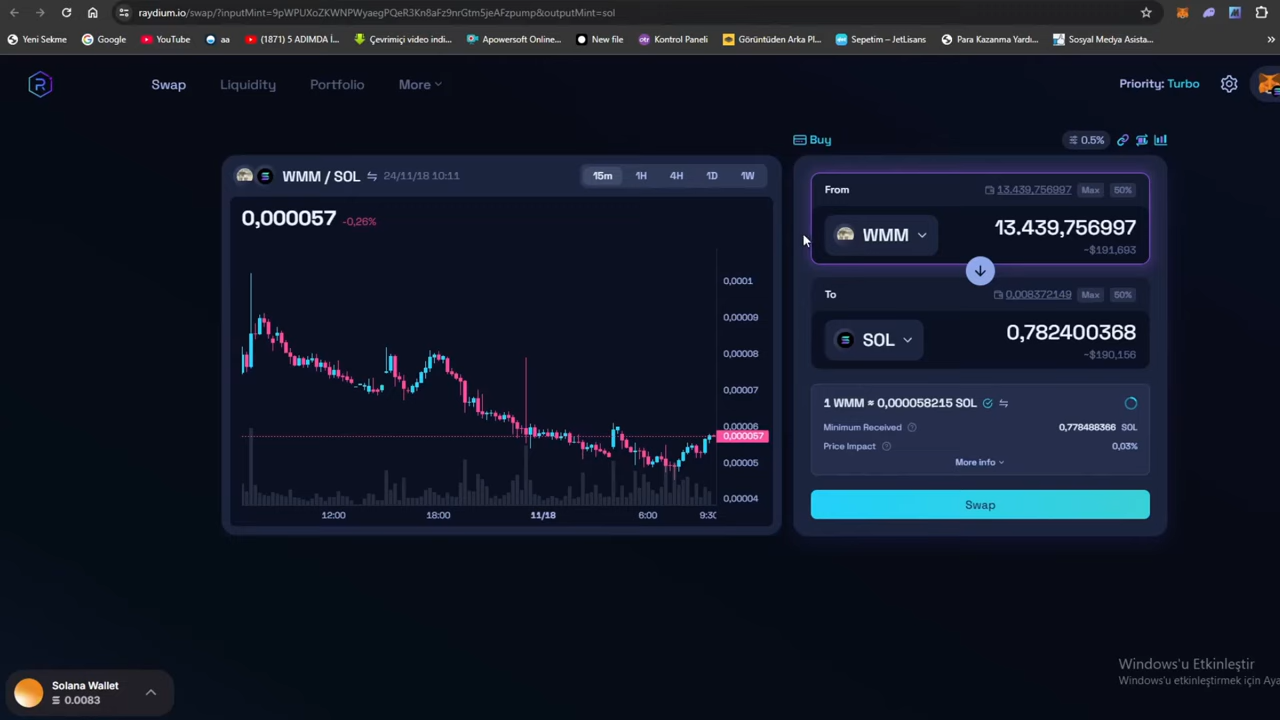 raydium.io/swap/?inputMint=9pWPUXoZKWNPWyaegPQeR3Kn8aFz9nrGtm5jeAFzpump&outputMint=sol
Yeni Sekme
Google
YouTube
aa
(1871) 5 ADIMDA İ...
Çevrimiçi video indi...
Apowersoft Online...
New file
Kontrol Paneli
Görüntüden Arka Pl...
Sepetim – JetLisans
Para Kazanma Yardı...
Sosyal Medya Asista...
Swap
Liquidity
Portfolio
More
Priority: Turbo
Buy
0.5%
WMM / SOL
24/11/18 10:11
15m
1H
4H
1D
1W
0,000057
-0,26%
0,0001
0,00009
0,00008
0,00007
0,00006
0,000057
0,00005
0,00004
12:00
18:00
11/18
6:00
9:30
From
13.439,756997
Max
50%
WMM
13.439,756997
~$191,693
To
0,008372149
Max
50%
SOL
0,782400368
~$190,156
1 WMM ≈ 0,000058215 SOL
Minimum Received
0,778488366 SOL
Price Impact
0,03%
More info
Swap
Solana Wallet
0.0083
Windows'u Etkinleştir
Windows'u etkinleştirmek için Aya